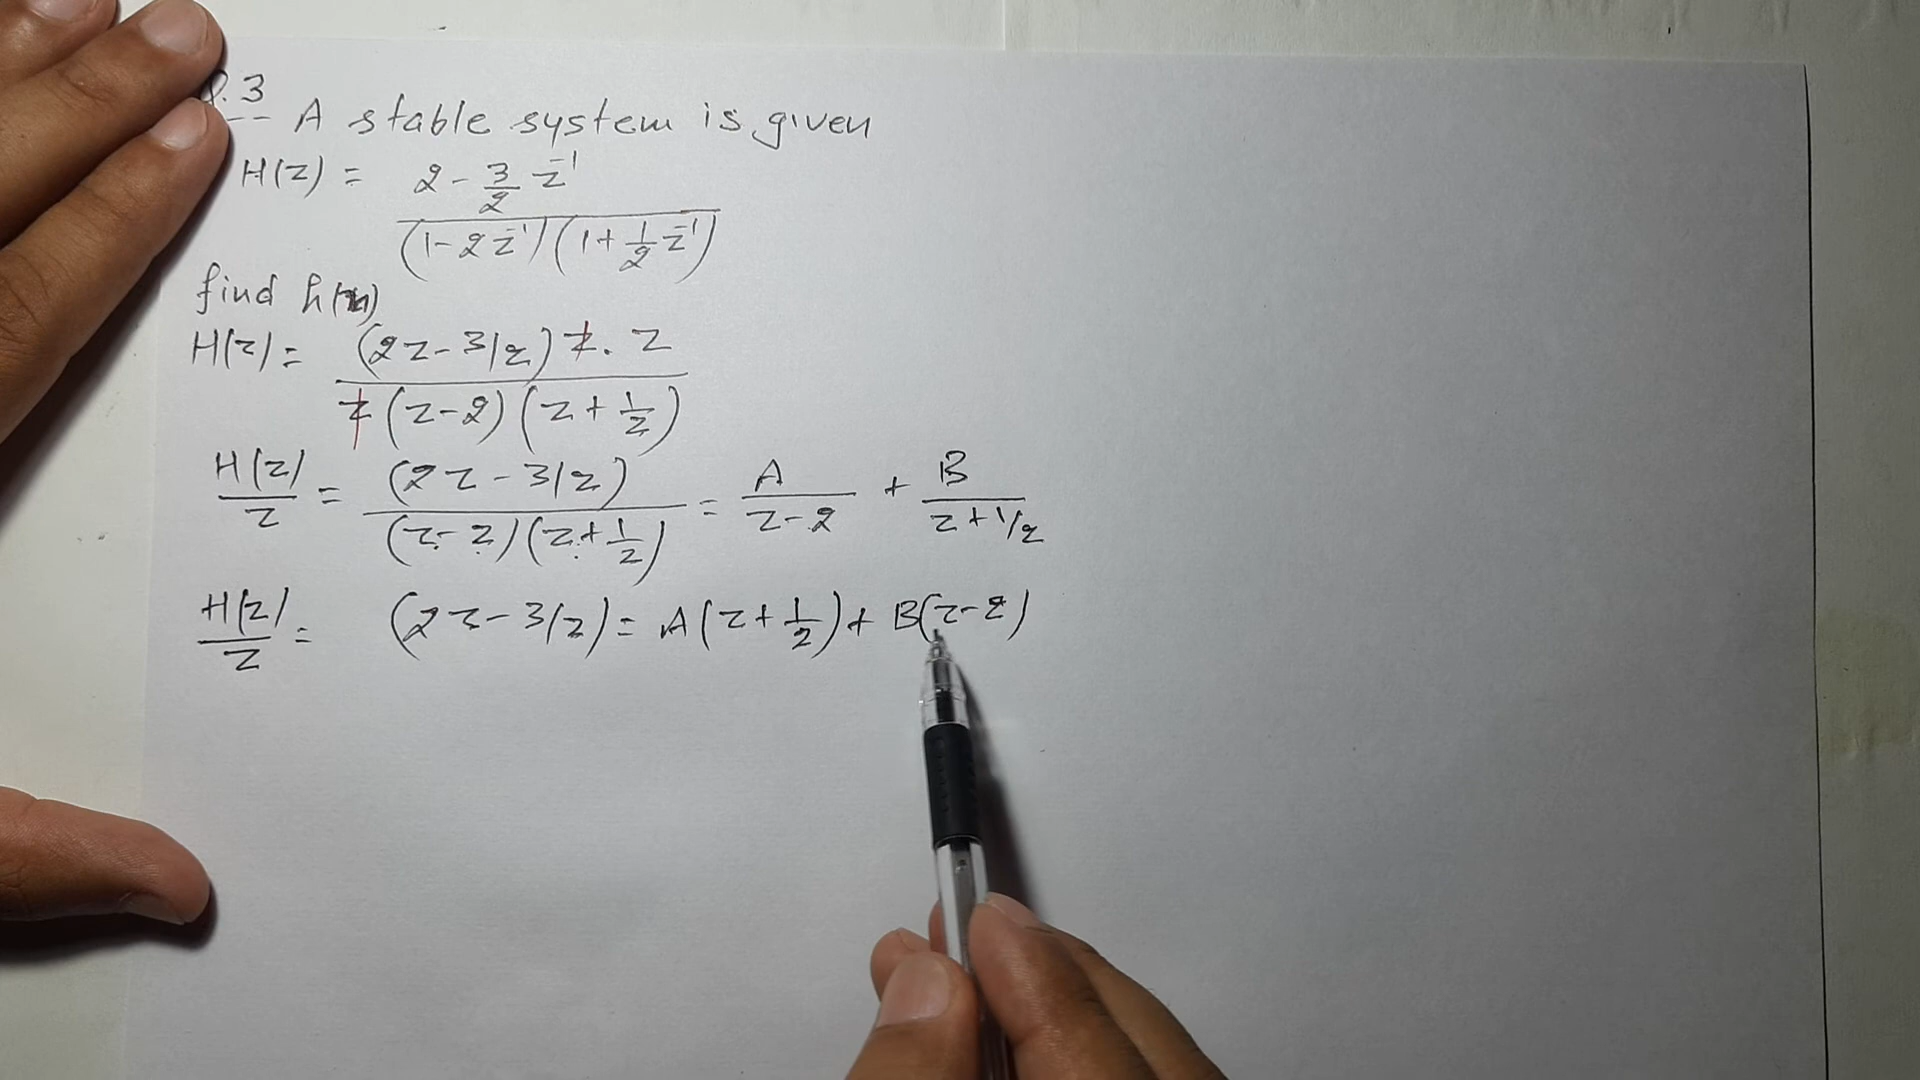 Q.3 A stable system is given
H(z) = 2 - 3/2 z^-1 / (1 - 2z^-1)(1 + 1/2 z^-1)
find h(n)
H(z) = (2z - 3/2) z . z / z (z - 2)(z + 1/2)
H(z)/z = (2z - 3/2) / (z - 2)(z + 1/2) = A / z - 2 + B / z + 1/2
H(z)/z = (2z - 3/2) = A(z + 1/2) + B(z - 2)